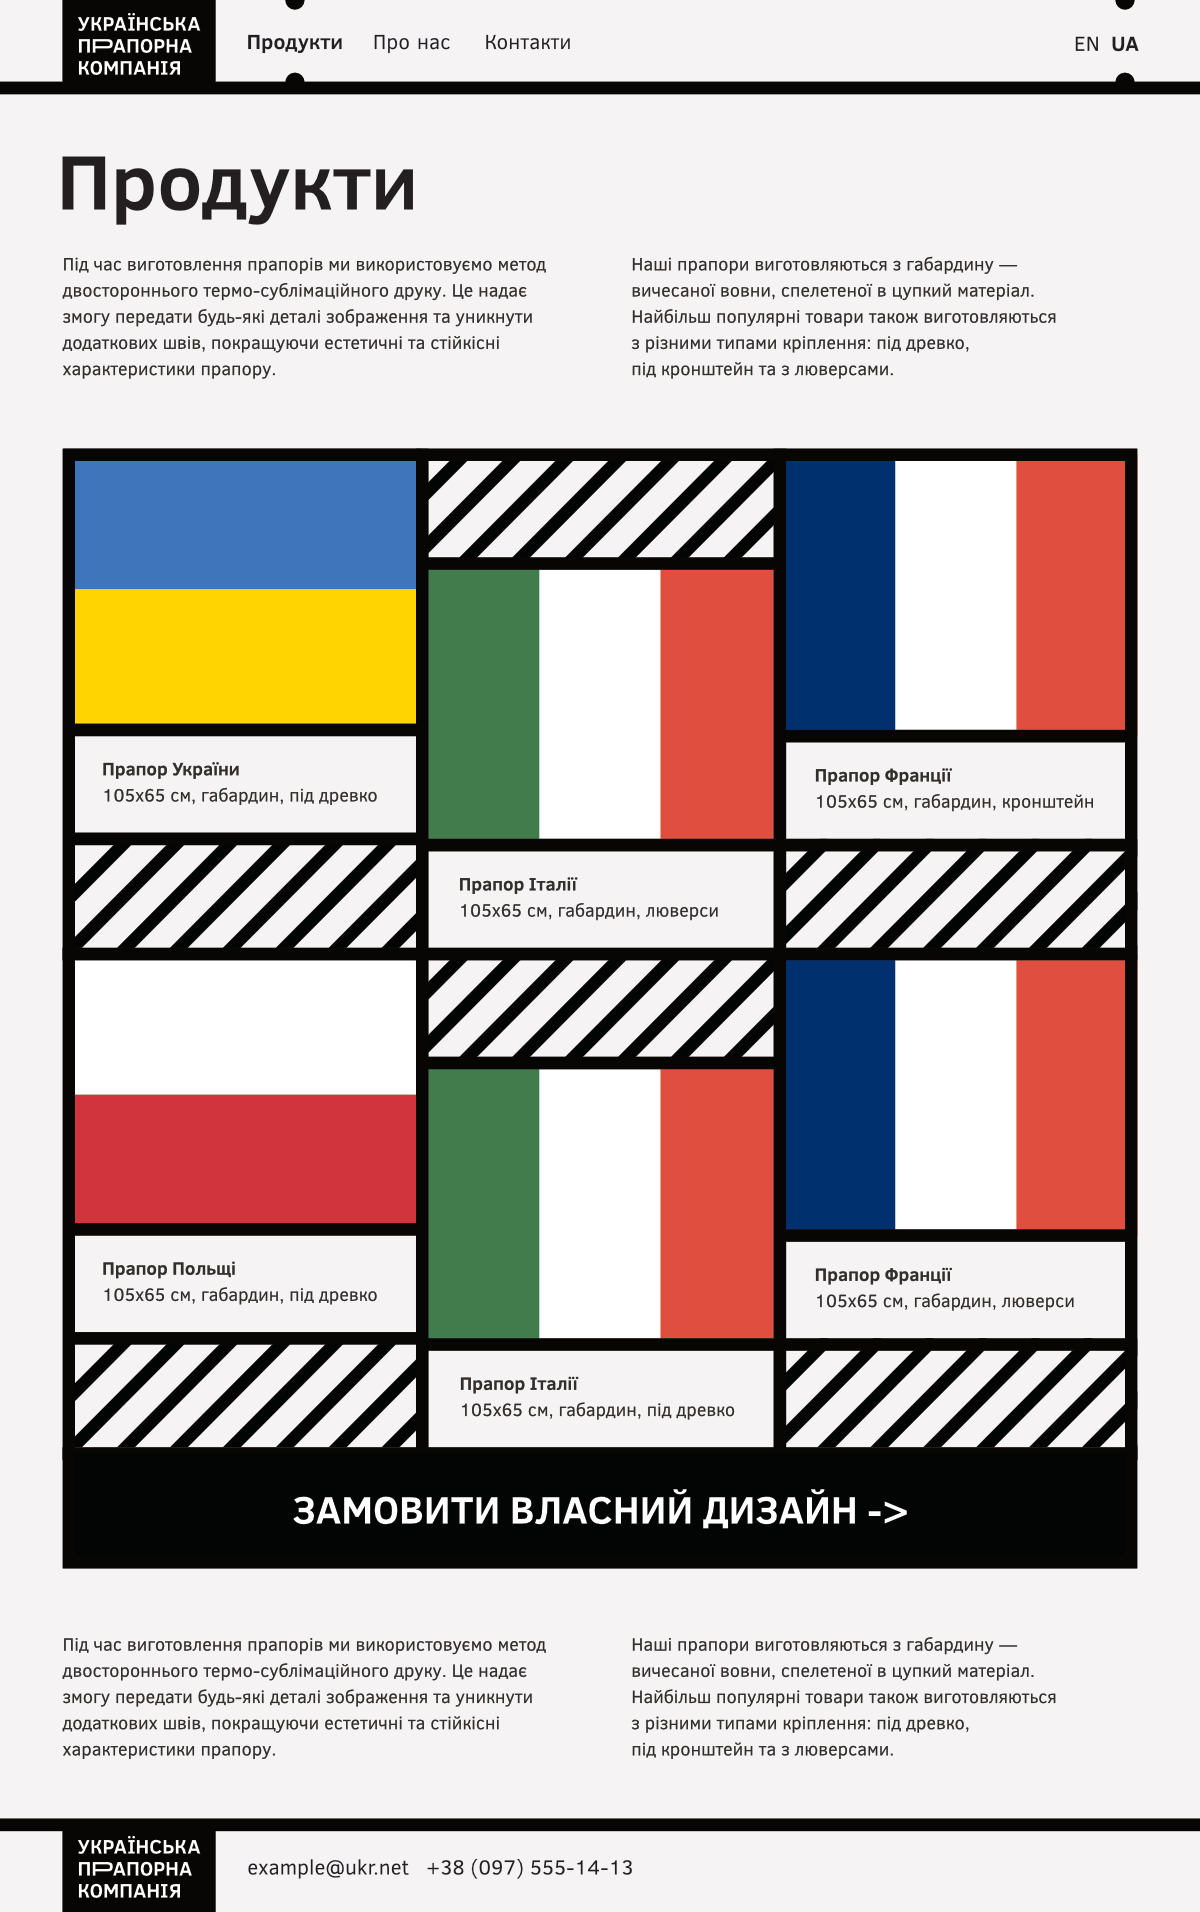 УКРАЇНСЬКА
ПРАПОРНА
КОМПАНІЯ
Продукти Про нас Контакти
EN UA
Продукти
Під час виготовлення прапорів ми використовуємо метод
двостороннього термо-сублімаційного друку. Це надає
змогу передати будь-які деталі зображення та уникнути
додаткових швів, покращуючи естетичні та стійкісні
характеристики прапору.
Наші прапори виготовляються з габардину —
вичесаної вовни, спелетеної в цупкий матеріал.
Найбільш популярні товари також виготовляються
з різними типами кріплення: під древко,
під кронштейн та з люверсами.
Прапор України
105х65 см, габардин, під древко
Прапор Італії
105х65 см, габардин, люверси
Прапор Франції
105х65 см, габардин, кронштейн
Прапор Польщі
105х65 см, габардин, під древко
Прапор Італії
105х65 см, габардин, під древко
Прапор Франції
105х65 см, габардин, люверси
ЗАМОВИТИ ВЛАСНИЙ ДИЗАЙН ->
Під час виготовлення прапорів ми використовуємо метод
двостороннього термо-сублімаційного друку. Це надає
змогу передати будь-які деталі зображення та уникнути
додаткових швів, покращуючи естетичні та стійкісні
характеристики прапору.
Наші прапори виготовляються з габардину —
вичесаної вовни, спелетеної в цупкий матеріал.
Найбільш популярні товари також виготовляються
з різними типами кріплення: під древко,
під кронштейн та з люверсами.
УКРАЇНСЬКА
ПРАПОРНА
КОМПАНІЯ
example@ukr.net +38 (097) 555-14-13